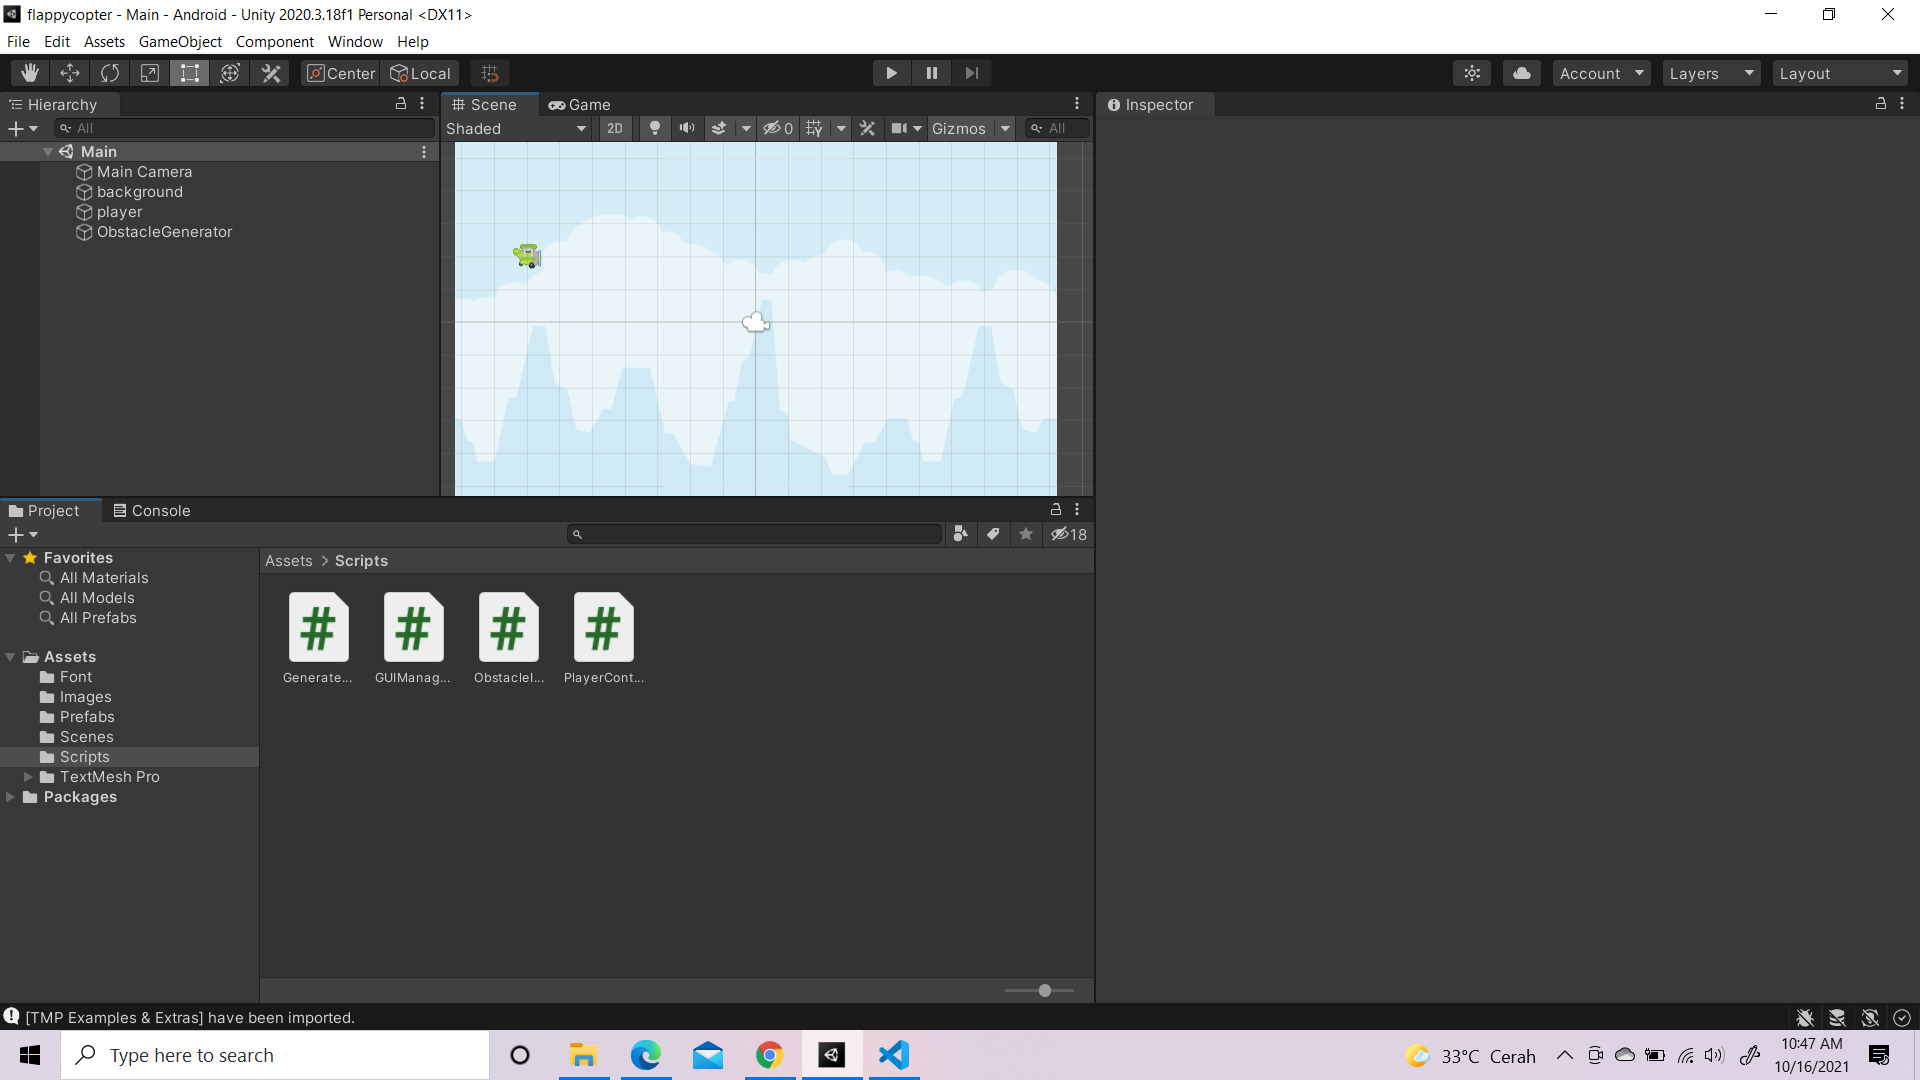 flappycopter - Main - Android - Unity 2020.3.18f1 Personal <DX11>
File Edit Assets GameObject Component Window Help
Center Local Account Layers Layout
Hierarchy
All
Main
Main Camera
background
player
ObstacleGenerator
Scene Game
Shaded 2D 0 Gizmos All
Inspector
Project Console
18
Favorites
All Materials
All Models
All Prefabs
Assets
Font
Images
Prefabs
Scenes
Scripts
TextMesh Pro
Packages
Assets > Scripts
# # # #
Generate... GUIManag... ObstacleI... PlayerCont...
[TMP Examples & Extras] have been imported.
Type here to search
33°C Cerah
10:47 AM
10/16/2021